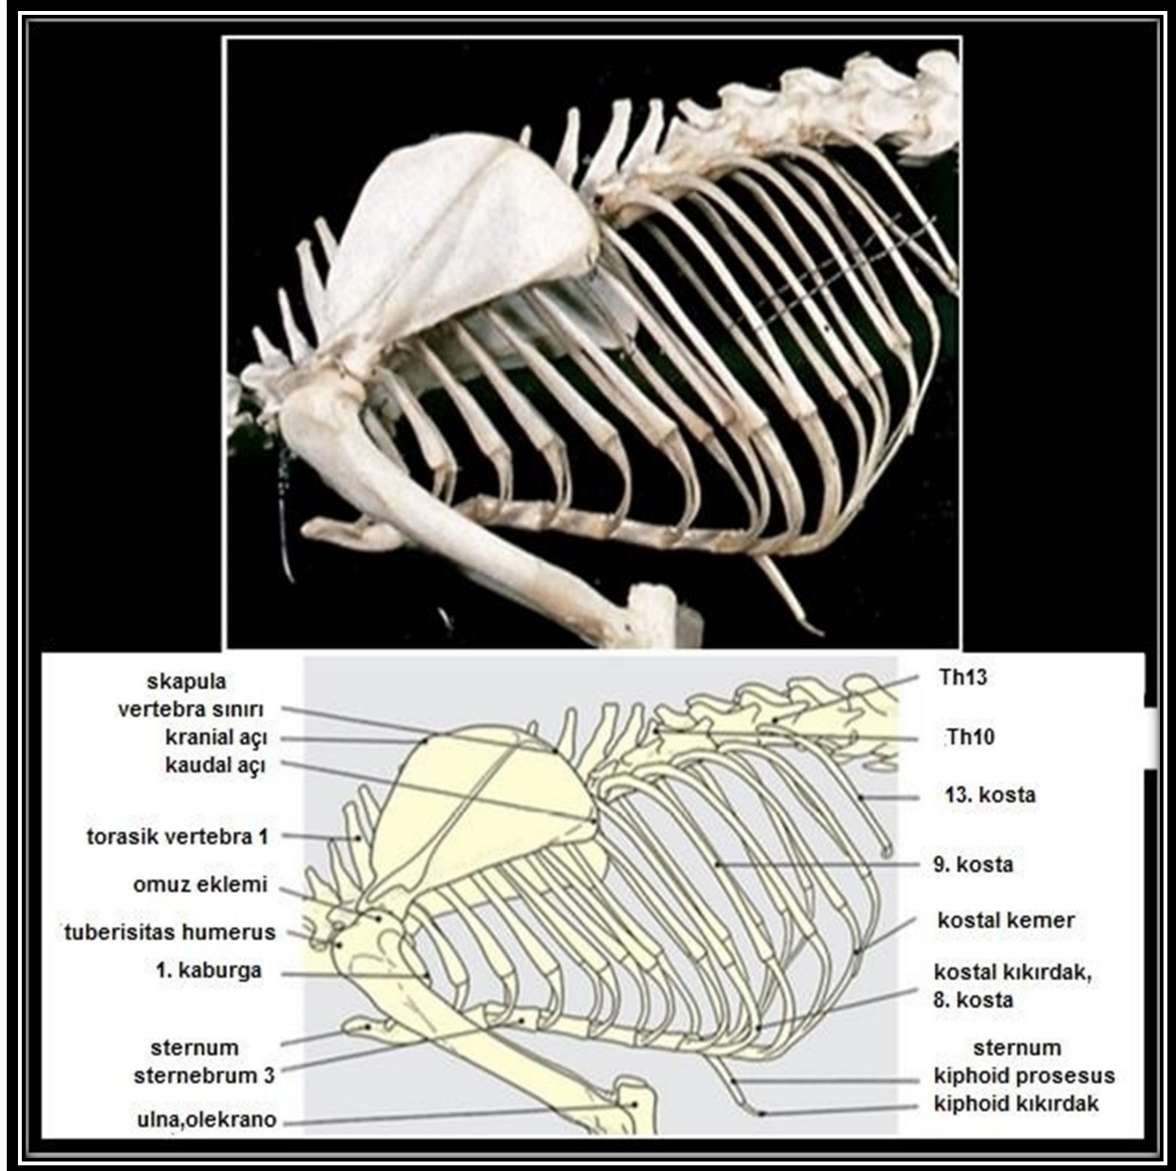 skapula
vertebra sınırı
kranial açı
kaudal açı
torasik vertebra 1
omuz eklemi
tuberisitas humerus
1. kaburga
sternum
sternebrum 3
ulna,olekrano
Th13
Th10
13. kosta
9. kosta
kostal kemer
kostal kıkırdak,
8. kosta
sternum
kiphoid prosesus
kiphoid kıkırdak